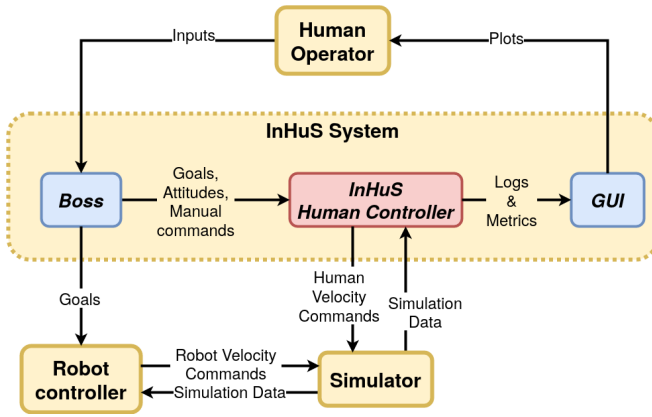 Human
Operator
Inputs
Plots
InHuS System
Boss
Goals,
Attitudes,
Manual
commands
InHuS
Human Controller
Logs
&
Metrics
GUI
Goals
Human
Velocity
Commands
Simulation
Data
Robot
controller
Robot Velocity
Commands
Simulation Data
Simulator